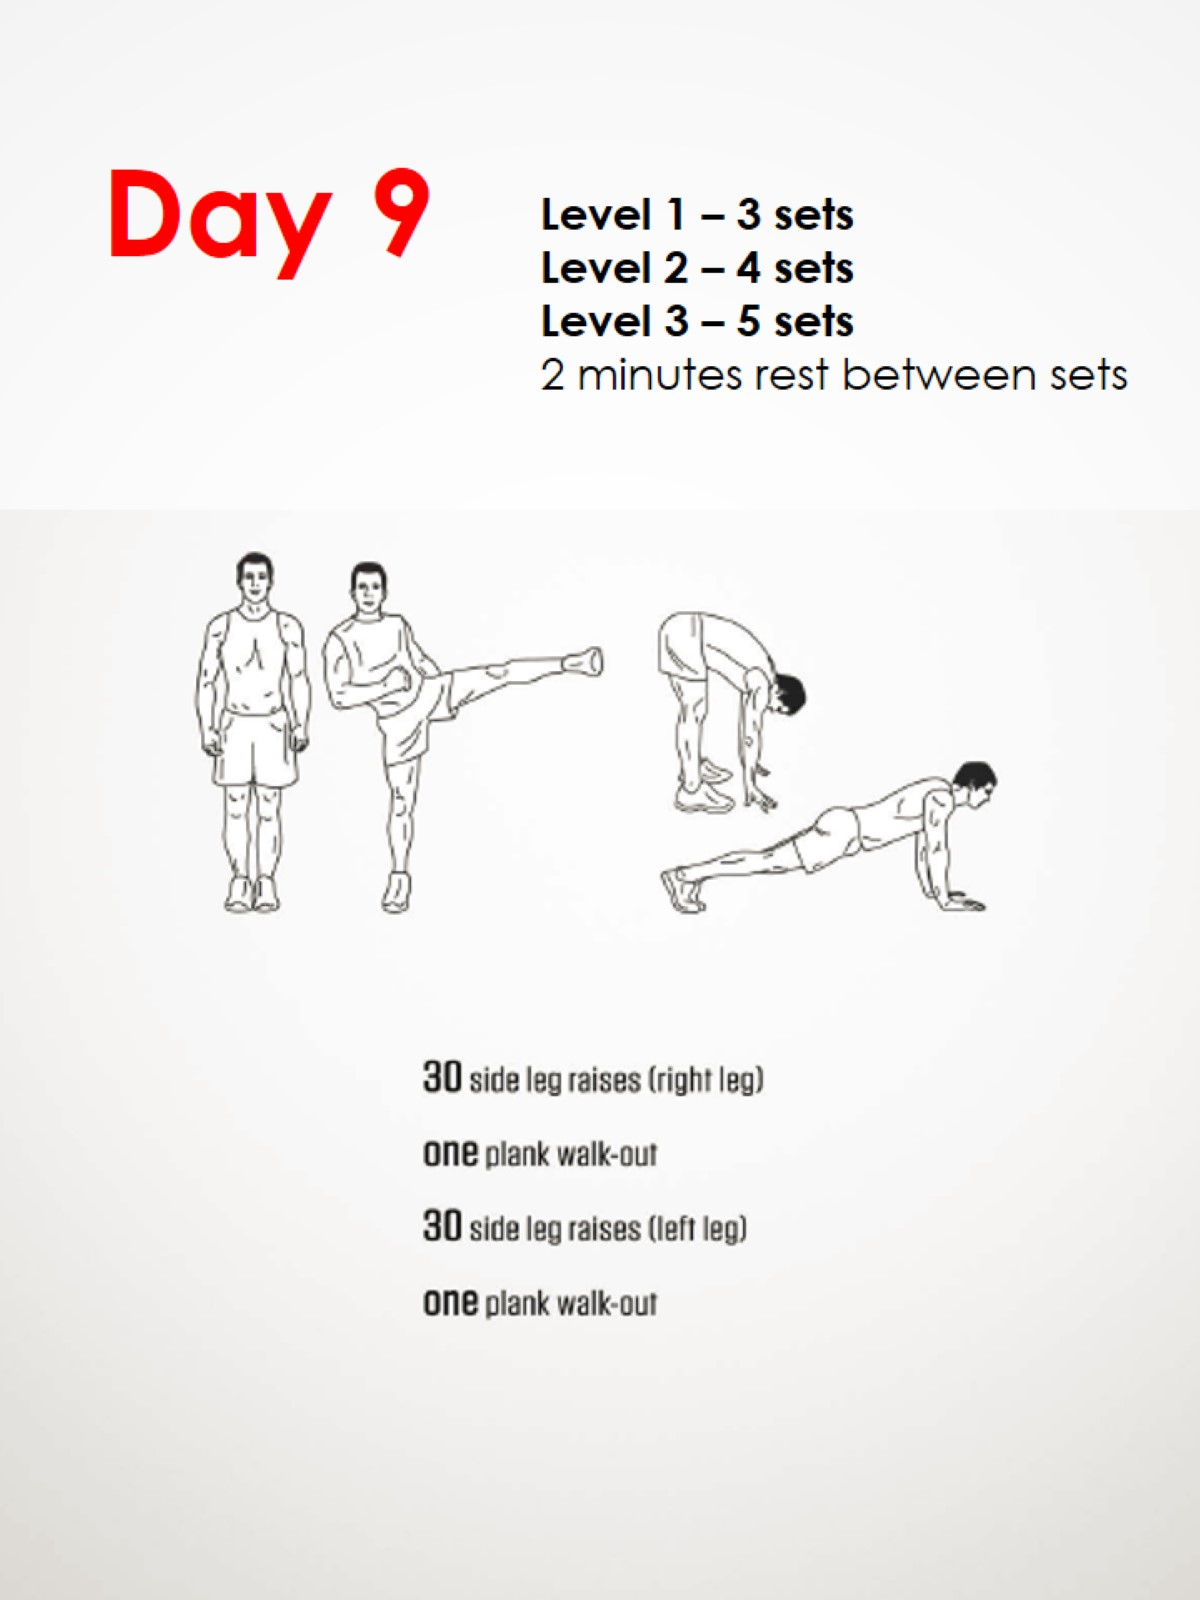 Day 9
Level 1 – 3 sets
Level 2 – 4 sets
Level 3 – 5 sets
2 minutes rest between sets
30 side leg raises (right leg)
one plank walk-out
30 side leg raises (left leg)
one plank walk-out